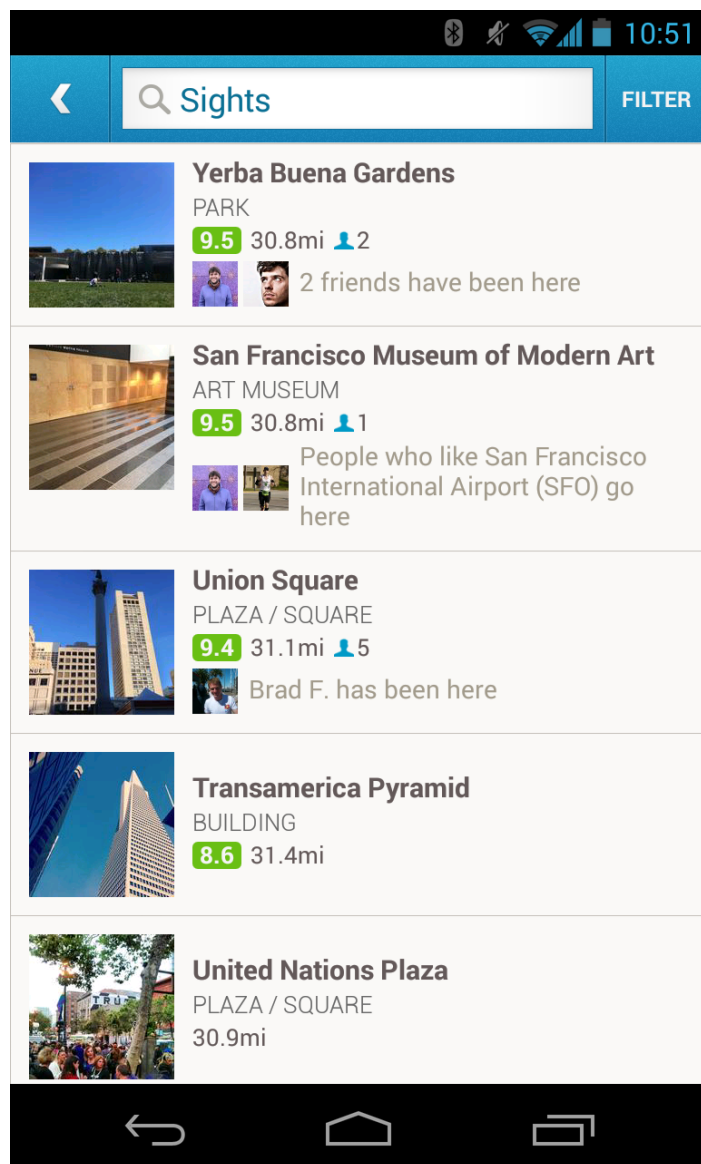 10:51
Sights
FILTER
Yerba Buena Gardens
PARK
9.5 30.8mi 2
2 friends have been here
San Francisco Museum of Modern Art
ART MUSEUM
9.5 30.8mi 1
People who like San Francisco
International Airport (SFO) go
here
Union Square
PLAZA / SQUARE
9.4 31.1mi 5
Brad F. has been here
Transamerica Pyramid
BUILDING
8.6 31.4mi
United Nations Plaza
PLAZA / SQUARE
30.9mi